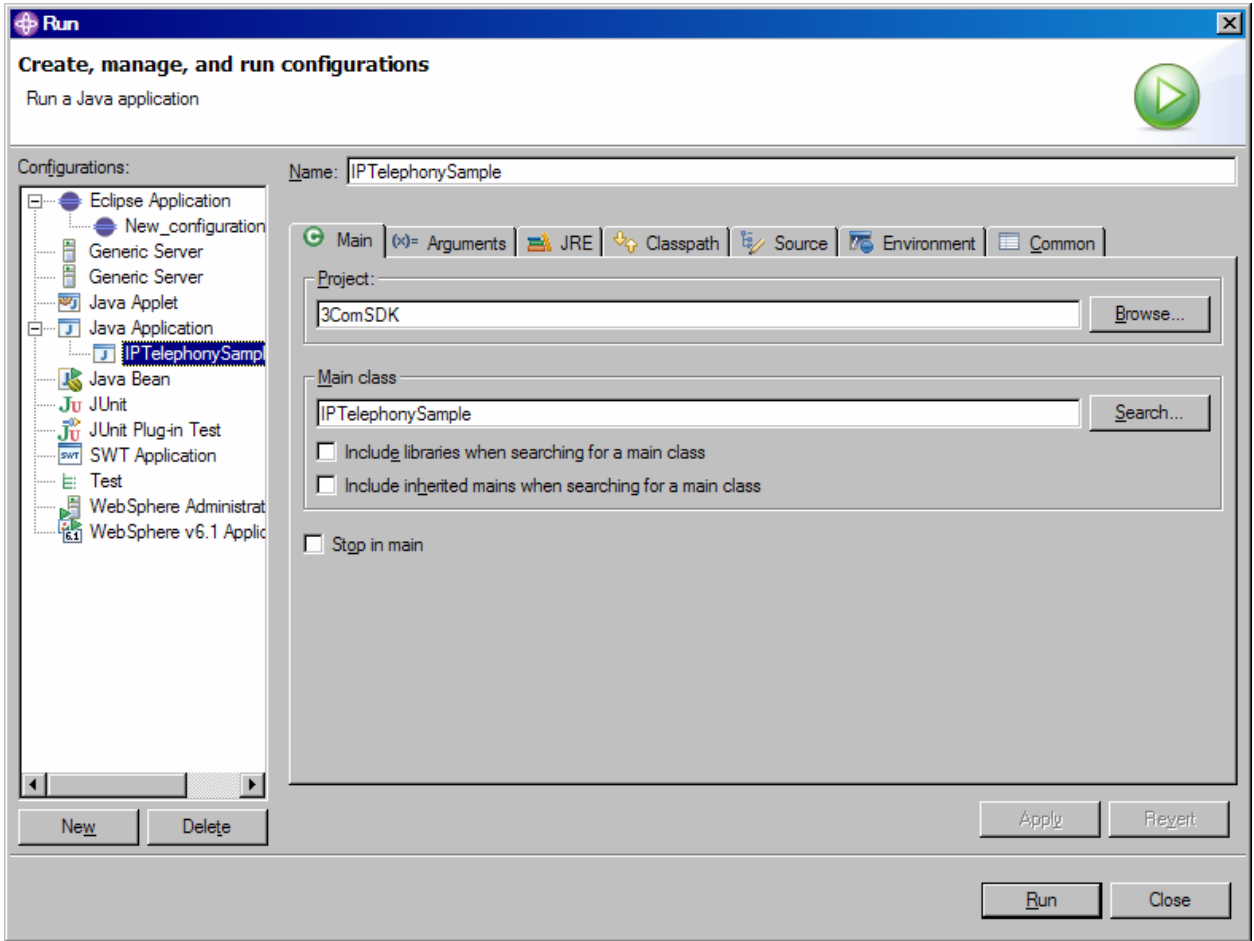 Run
Create, manage, and run configurations
Run a Java application
Configurations:
Eclipse Application
New_configuration
Generic Server
Generic Server
Java Applet
Java Application
IPTelephonySampl
Java Bean
JUnit
JUnit Plug-in Test
SWT Application
Test
WebSphere Administrat
WebSphere v6.1 Applic
New Delete
Name: IPTelephonySample
Main (x)= Arguments JRE Classpath Source Environment Common
Project:
3ComSDK Browse...
Main class
IPTelephonySample Search...
Include libraries when searching for a main class
Include inherited mains when searching for a main class
Stop in main
Apply Revert
Run Close